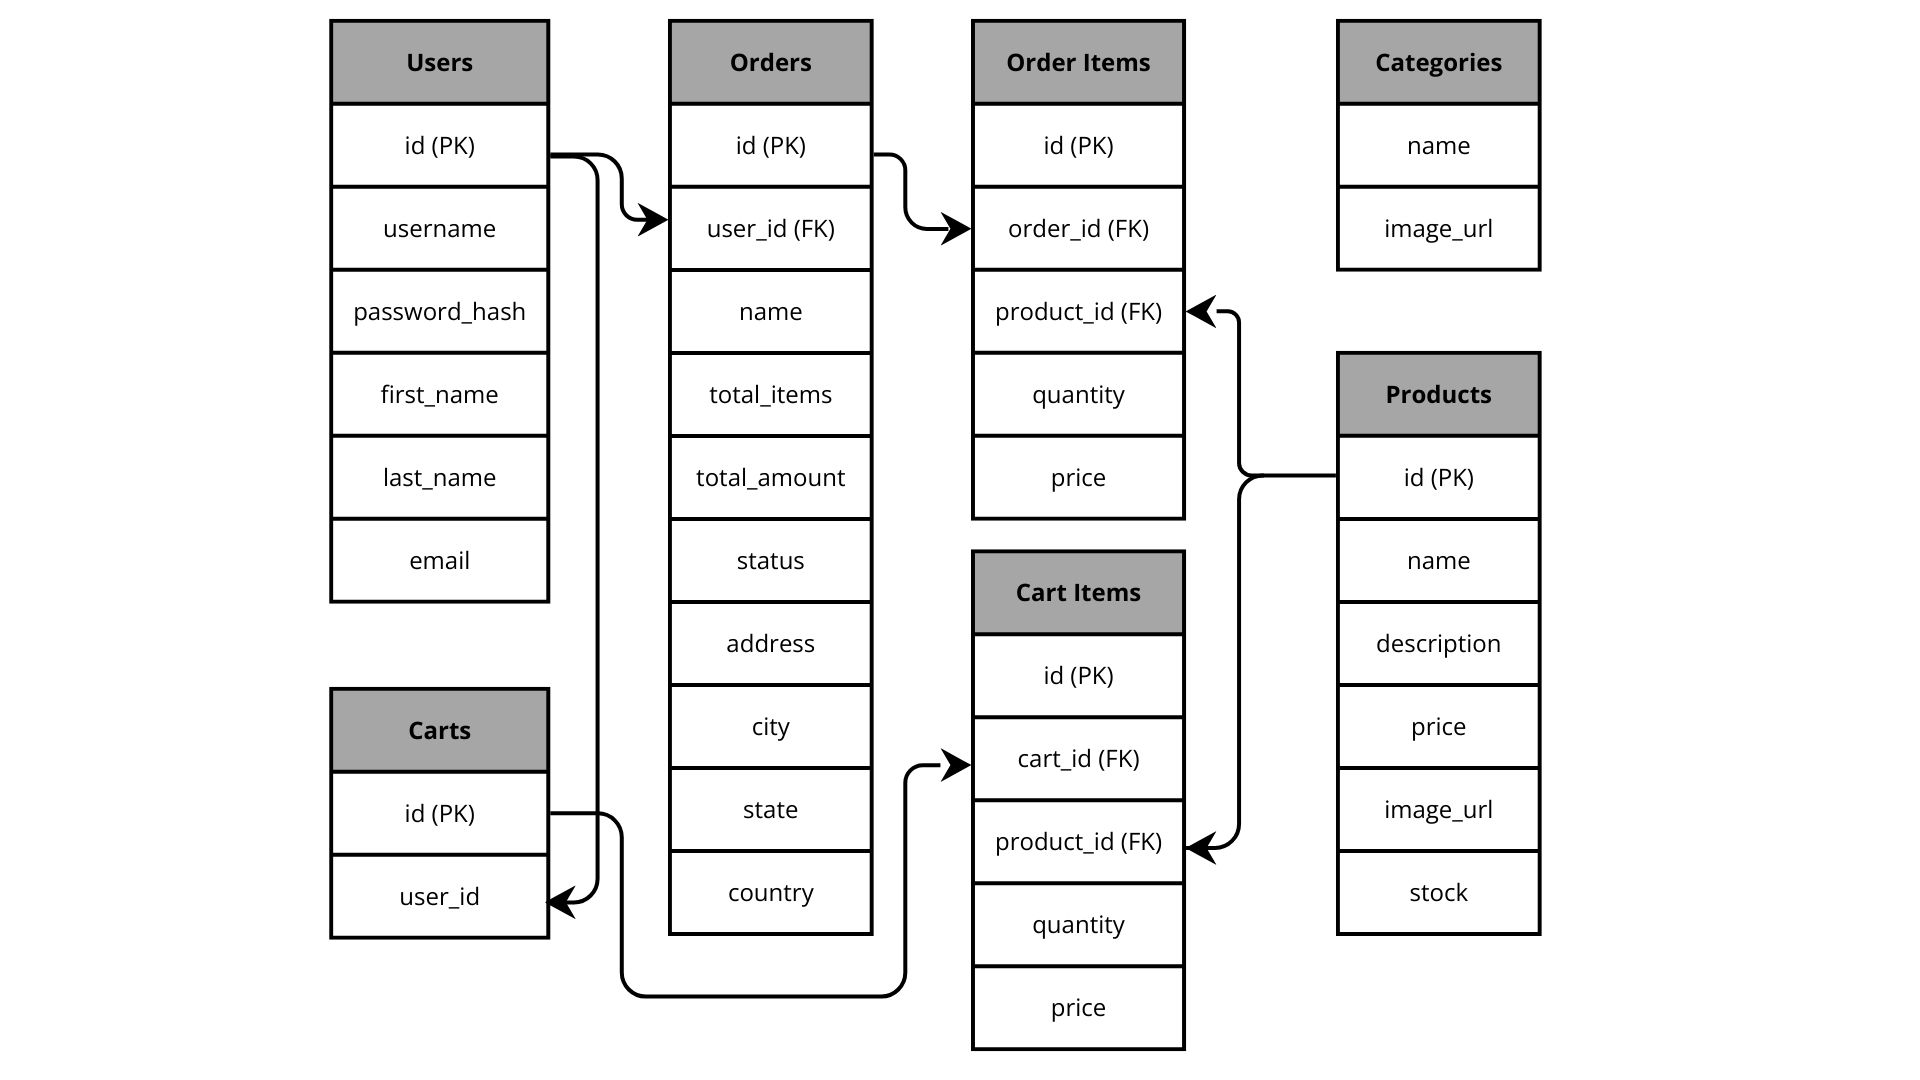 Users
id (PK)
username
password_hash
first_name
last_name
email
Carts
id (PK)
user_id
Orders
id (PK)
user_id (FK)
name
total_items
total_amount
status
address
city
state
country
Order Items
id (PK)
order_id (FK)
product_id (FK)
quantity
price
Cart Items
id (PK)
cart_id (FK)
product_id (FK)
quantity
price
Categories
name
image_url
Products
id (PK)
name
description
price
image_url
stock